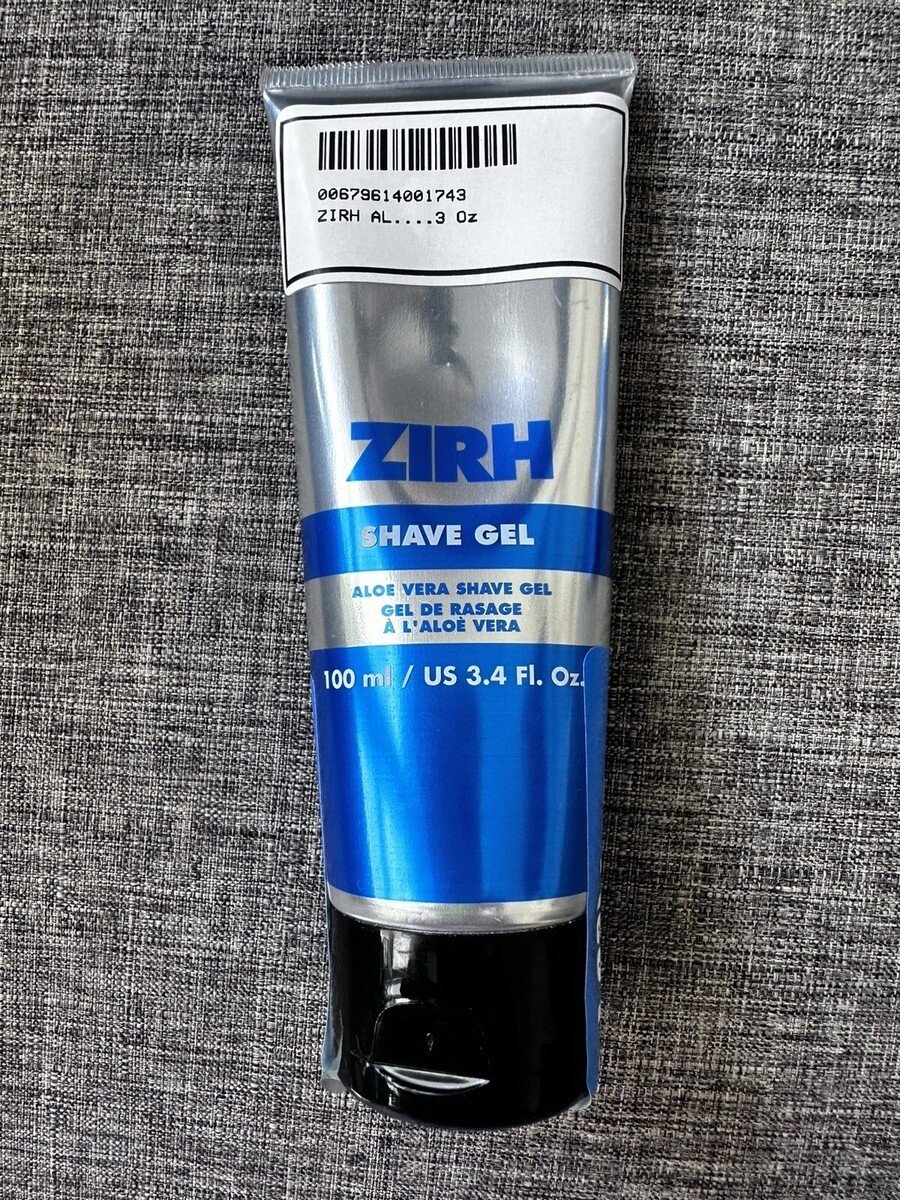 00679614001743
ZIRH AL....3 Oz
ZIRH
SHAVE GEL
ALOE VERA SHAVE GEL
GEL DE RASAGE
À L'ALOÈ VERA
100 ml / US 3.4 Fl. Oz.